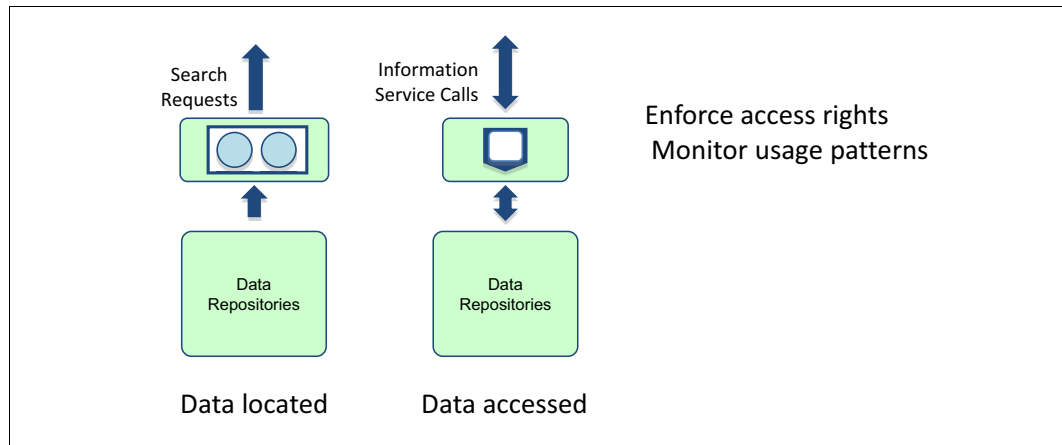 Search
Requests
Information
Service Calls
Enforce access rights
Monitor usage patterns
Data
Repositories
Data
Repositories
Data located
Data accessed